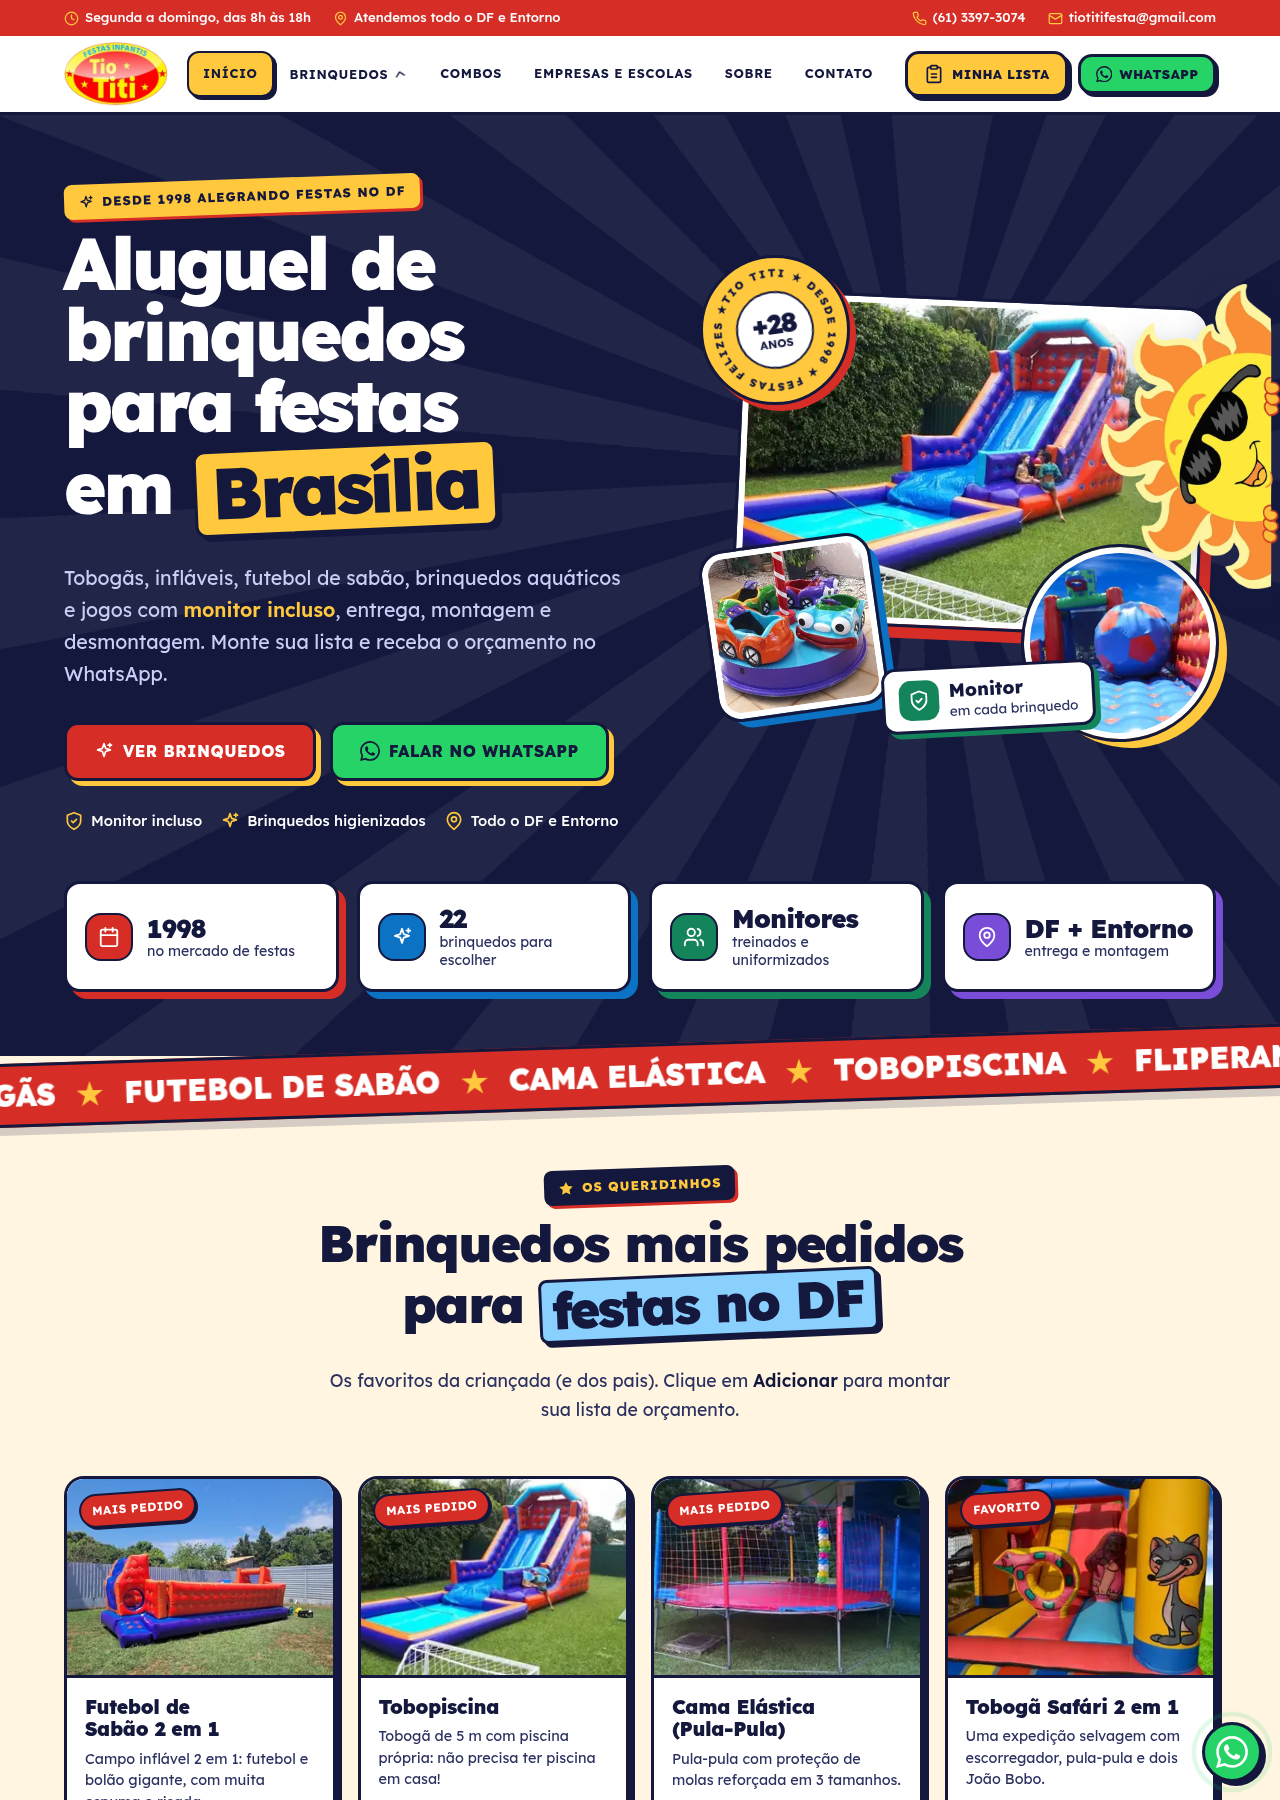 Segunda a domingo, das 8h às 18h
Atendemos todo o DF e Entorno
(61) 3397-3074
tiotitifesta@gmail.com
FESTAS INFANTIS
Tio
Titi
INÍCIO
BRINQUEDOS
COMBOS
EMPRESAS E ESCOLAS
SOBRE
CONTATO
MINHA LISTA
WHATSAPP
DESDE 1998 ALEGRANDO FESTAS NO DF
Aluguel de
brinquedos
para festas
em Brasília
Tobogãs, infláveis, futebol de sabão, brinquedos aquáticos
e jogos com monitor incluso, entrega, montagem e
desmontagem. Monte sua lista e receba o orçamento no
WhatsApp.
VER BRINQUEDOS
FALAR NO WHATSAPP
Monitor incluso
Brinquedos higienizados
Todo o DF e Entorno
TIO TITI ★ DESDE 1998 ★ FESTAS FELIZES ★
+28
ANOS
Monitor
em cada brinquedo
1998
no mercado de festas
22
brinquedos para
escolher
Monitores
treinados e
uniformizados
DF + Entorno
entrega e montagem
GÃS ★ FUTEBOL DE SABÃO ★ CAMA ELÁSTICA ★ TOBOPISCINA ★ FLIPERAM
OS QUERIDINHOS
Brinquedos mais pedidos
para festas no DF
Os favoritos da criançada (e dos pais). Clique em Adicionar para montar
sua lista de orçamento.
MAIS PEDIDO
Futebol de
Sabão 2 em 1
Campo inflável 2 em 1: futebol e
bolão gigante, com muita
espuma e risada.
MAIS PEDIDO
Tobopiscina
Tobogã de 5 m com piscina
própria: não precisa ter piscina
em casa!
MAIS PEDIDO
Cama Elástica
(Pula-Pula)
Pula-pula com proteção de
molas reforçada em 3 tamanhos.
FAVORITO
Tobogã Safári 2 em 1
Uma expedição selvagem com
escorregador, pula-pula e dois
João Bobo.